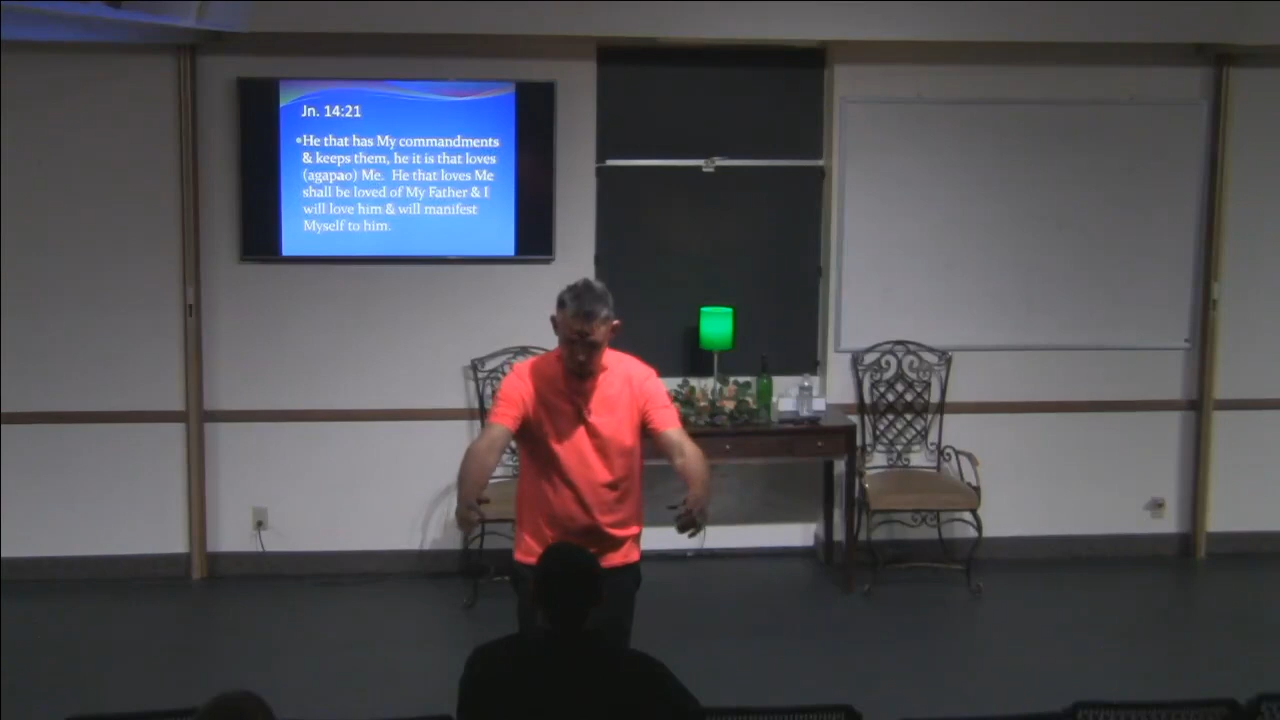 Jn. 14:21
•He that has My commandments
& keeps them, he it is that loves
(agapao) Me. He that loves Me
shall be loved of My Father & I
will love him & will manifest
Myself to him.